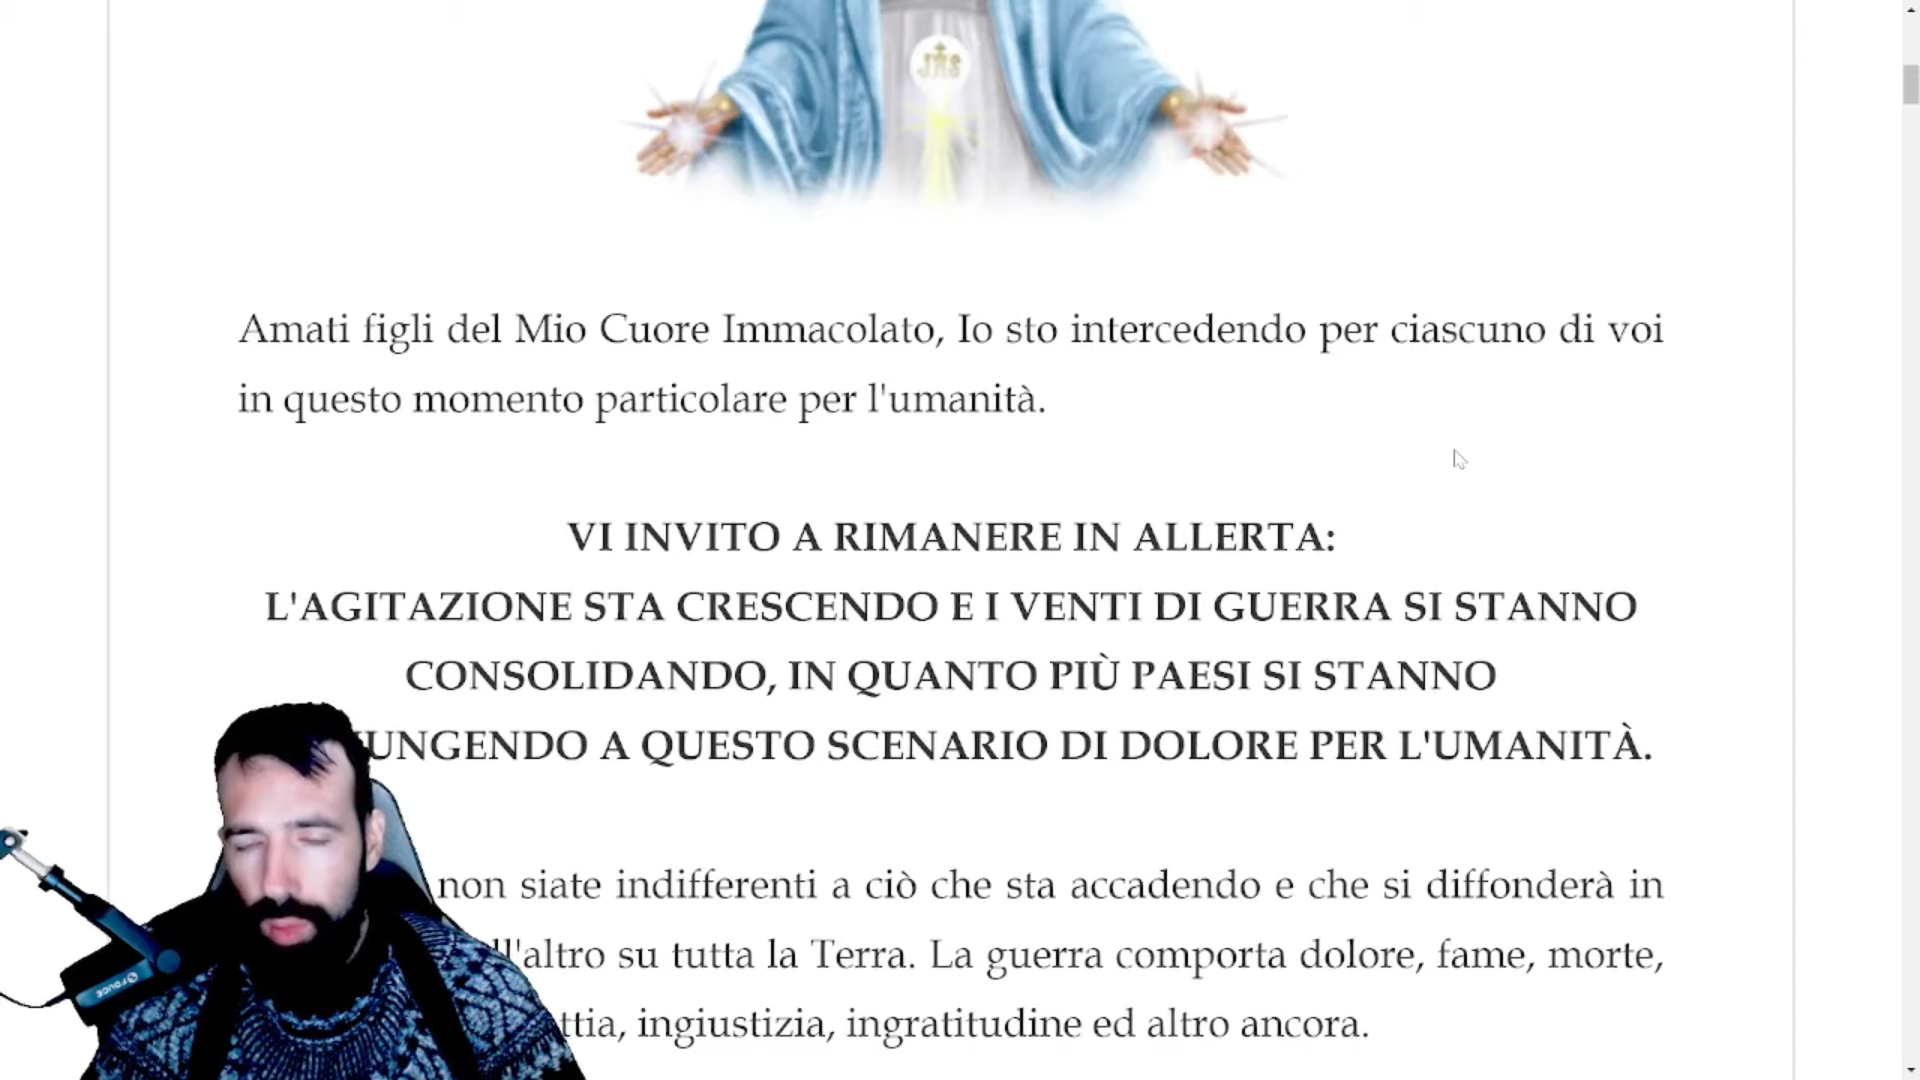 JHS
Amati figli del Mio Cuore Immacolato, Io sto intercedendo per ciascuno di voi
in questo momento particolare per l'umanità.
VI INVITO A RIMANERE IN ALLERTA:
L'AGITAZIONE STA CRESCENDO E I VENTI DI GUERRA SI STANNO
CONSOLIDANDO, IN QUANTO PIÙ PAESI SI STANNO
UNGENDO A QUESTO SCENARIO DI DOLORE PER L'UMANITÀ.
non siate indifferenti a ciò che sta accadendo e che si diffonderà in
ll'altro su tutta la Terra. La guerra comporta dolore, fame, morte,
ttia, ingiustizia, ingratitudine ed altro ancora.
FDUCE